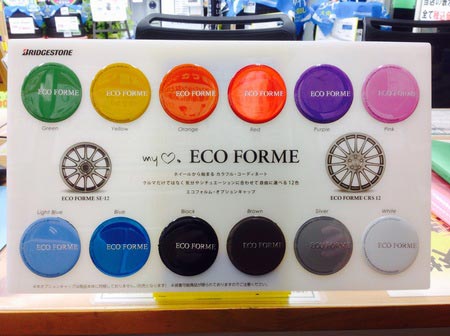 BRIDGESTONE
ECO FORME ECO FORME ECO FORME ECO FORME ECO FORME ECO FORME
Green Yellow Orange Red Purple Pink
my♡、ECO FORME
ホイールから始まる カラフル・コーディネート
クルマだけではなく 気分やシチュエーションに合わせて 自由に選べる12色
エコフォルム・オプションキャップ
ECO FORME SE-12
ECO FORME CRS 12
Light Blue Blue Black Brown Silver White
ECO FORME ECO FORME ECO FORME ECO FORME ECO FORME ECO FORME